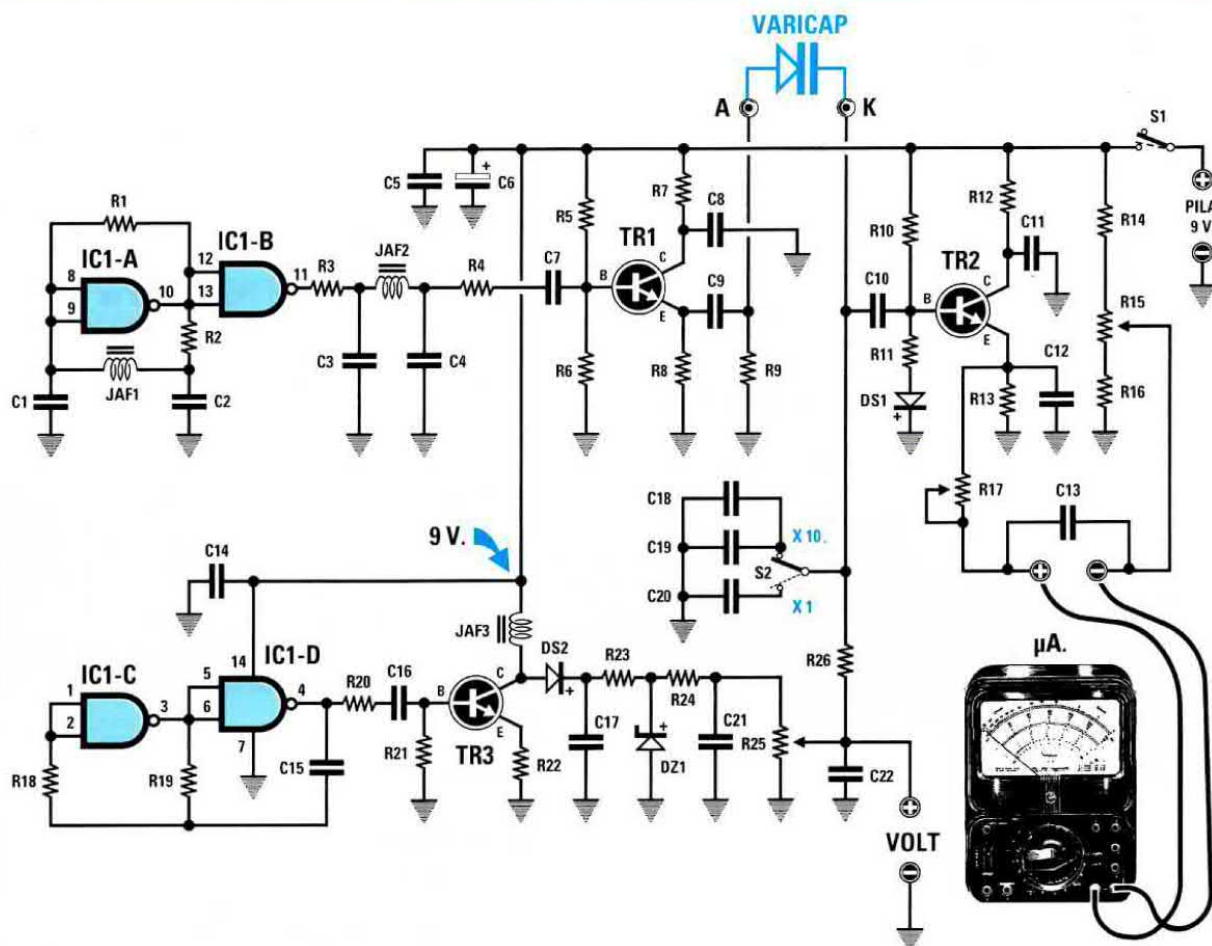 VARICAP
A
K
S1
C5
+
C6
R7
C8
R12
C11
R14
PILA
9 V.
R1
IC1-A
IC1-B
8
9
10
12
13
11
R3
JAF2
R4
C7
R5
TR1
B
C
E
C9
R10
C10
TR2
B
C
E
R15
R2
C3
C4
R6
R8
R9
R11
DS1
+
R13
C12
R16
C1
JAF1
C2
R17
C13
C18
C19
C20
X 10.
S2
X 1
9 V.
C14
JAF3
+
−
IC1-C
IC1-D
1
2
3
14
5
6
4
7
R20
C16
B
C
E
TR3
DS2
+
R23
R24
R26
µA.
R18
R19
C15
R21
R22
C17
+
DZ1
C21
R25
C22
+
VOLT
−